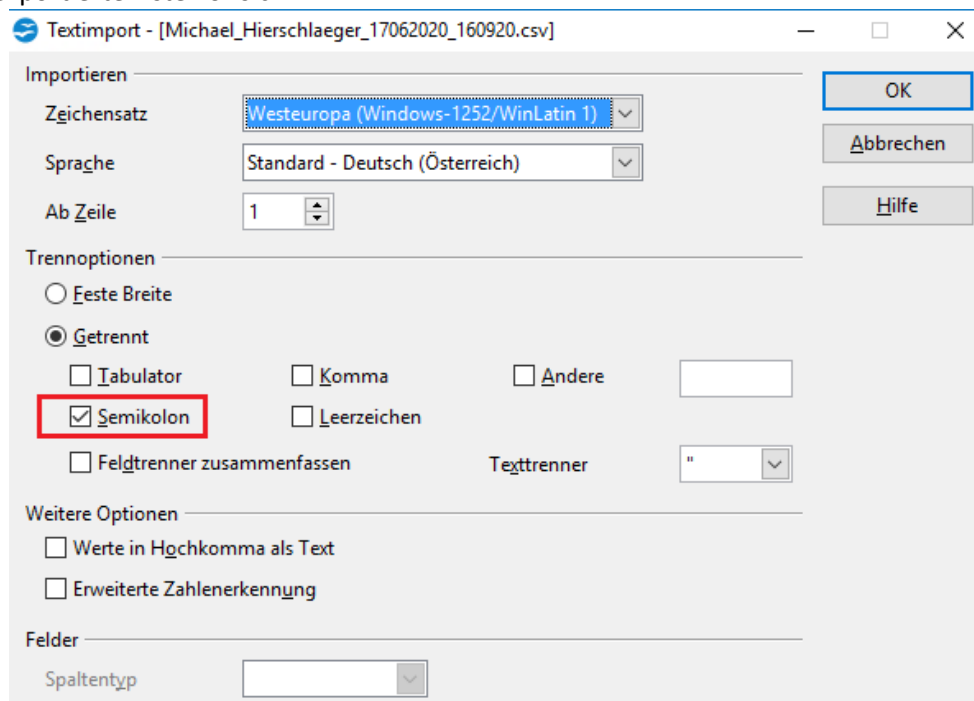 Textimport - [Michael_Hierschlaeger_17062020_160920.csv]
Importieren
OK
Zeichensatz Westeuropa (Windows-1252/WinLatin 1)
Abbrechen
Sprache Standard - Deutsch (Österreich)
Ab Zeile 1
Hilfe
Trennoptionen
Feste Breite
Getrennt
Tabulator Komma Andere
Semikolon Leerzeichen
Feldtrenner zusammenfassen Texttrenner "
Weitere Optionen
Werte in Hochkomma als Text
Erweiterte Zahlenerkennung
Felder
Spaltentyp